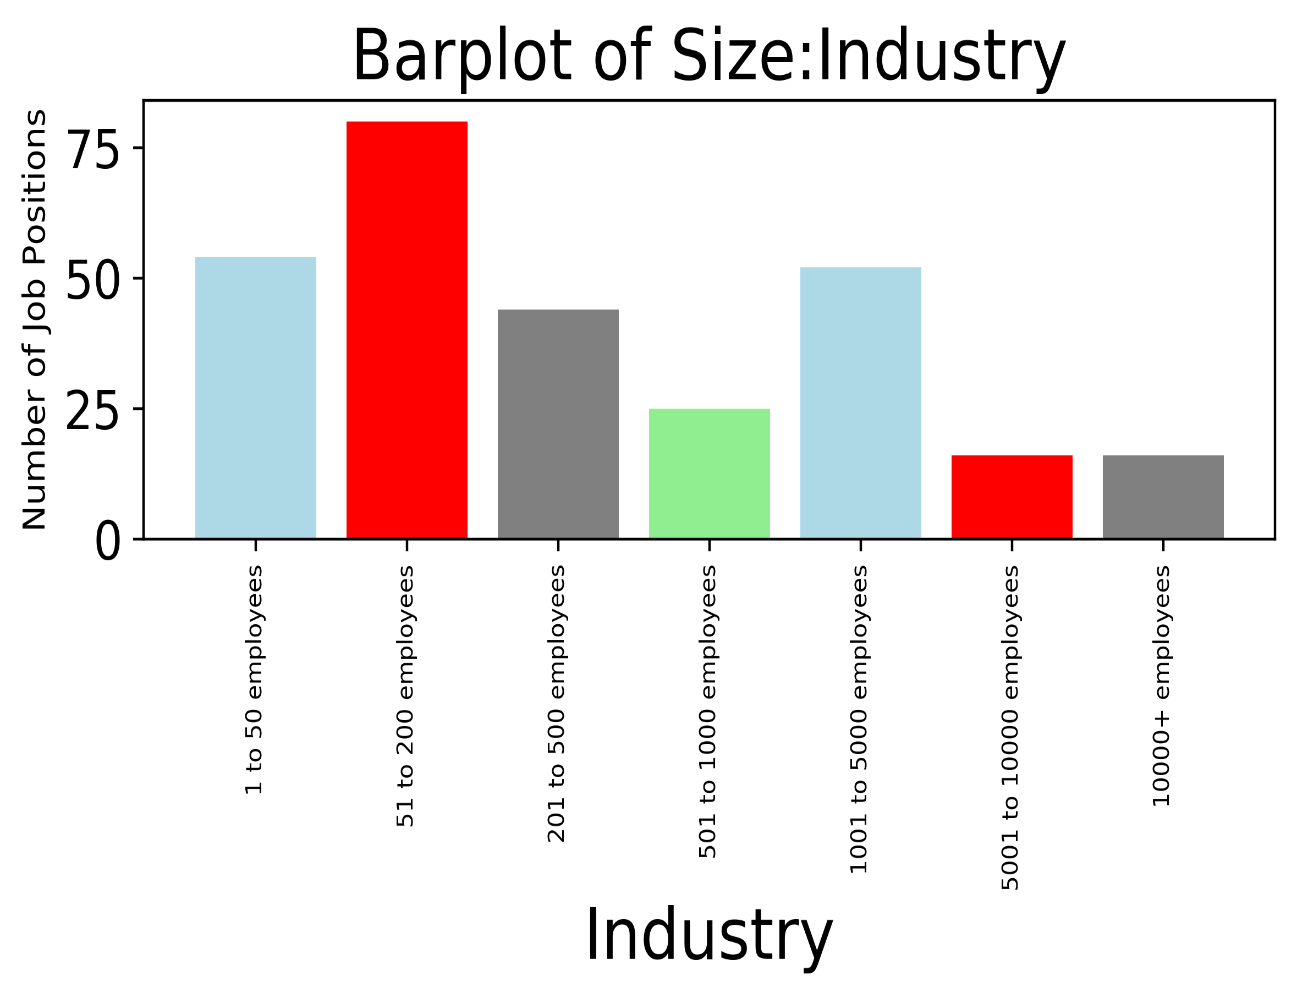 Barplot of Size:Industry
Number of Job Positions
75
50
25
0
1 to 50 employees
51 to 200 employees
201 to 500 employees
501 to 1000 employees
1001 to 5000 employees
5001 to 10000 employees
10000+ employees
Industry